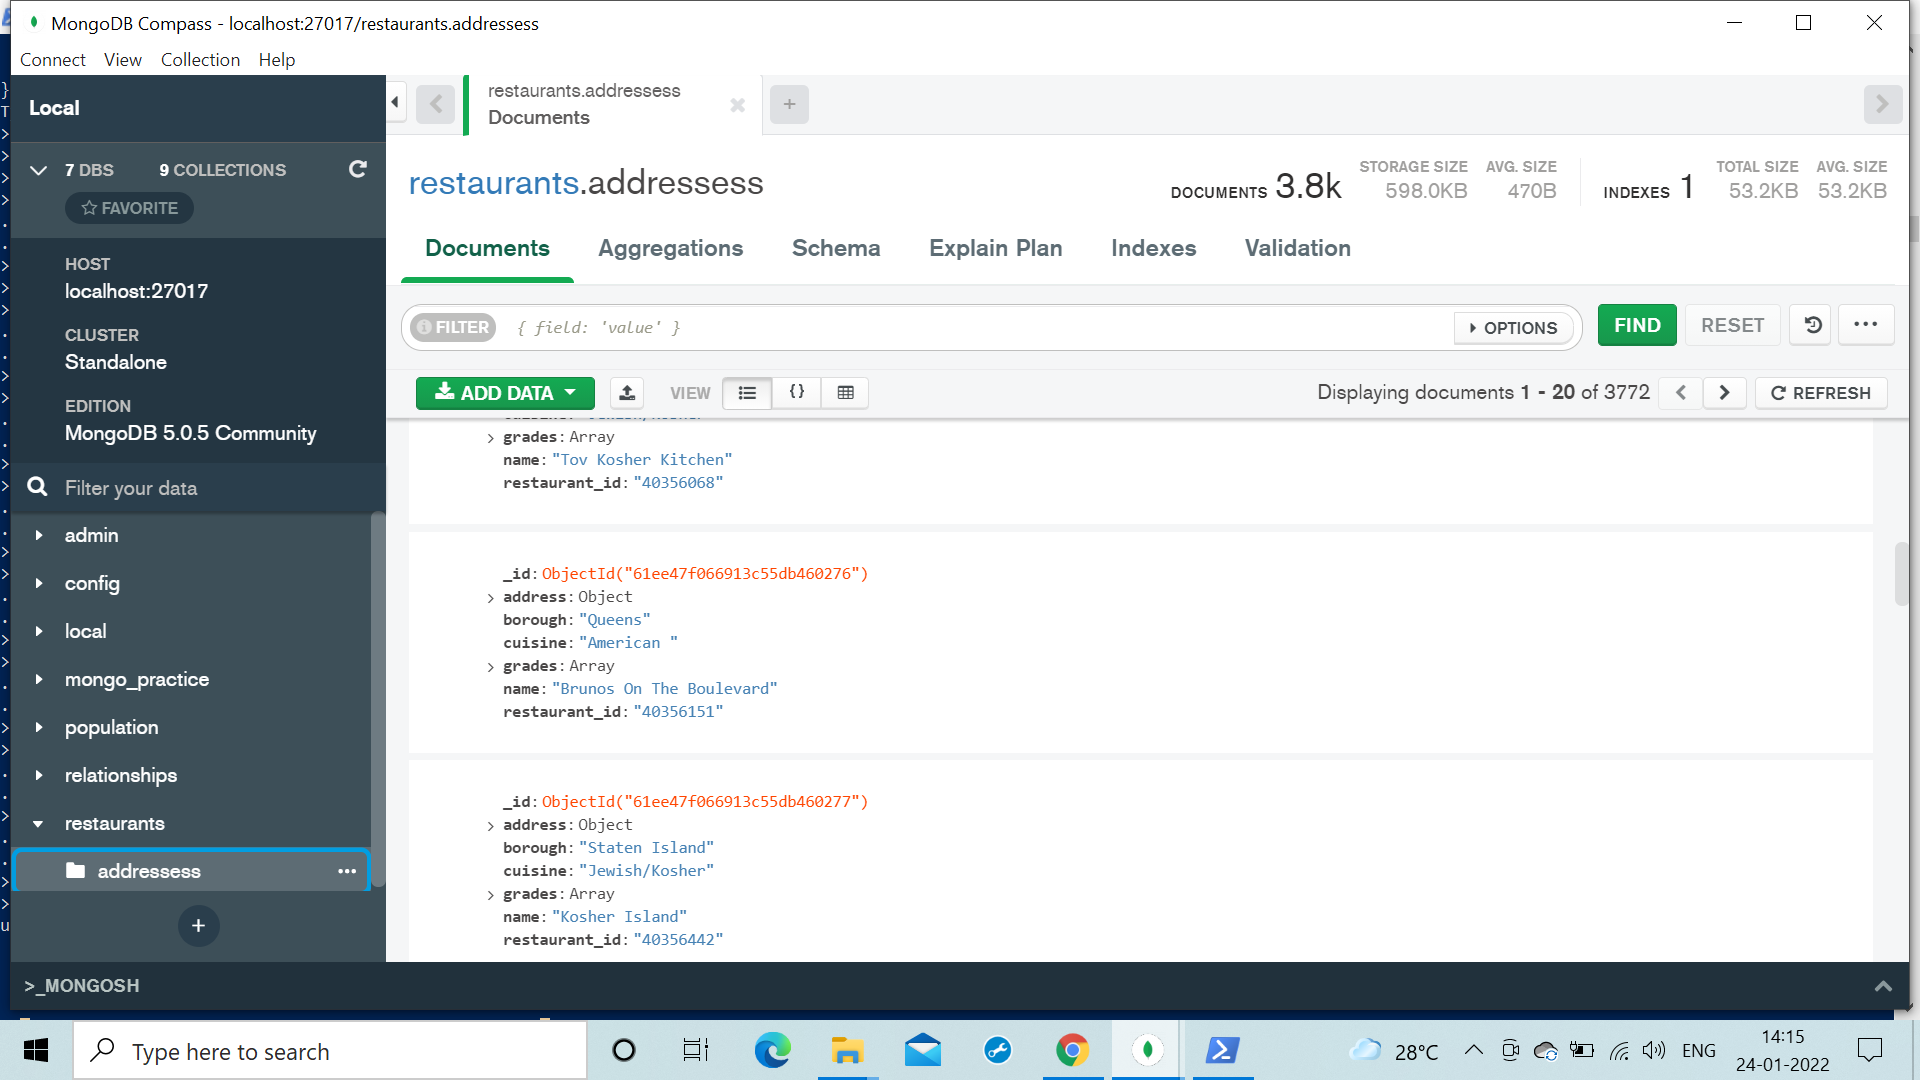 MongoDB Compass - localhost:27017/restaurants.addressess
Connect View Collection Help
Local
restaurants.addressess
Documents
7 DBS 9 COLLECTIONS
FAVORITE
HOST
localhost:27017
CLUSTER
Standalone
EDITION
MongoDB 5.0.5 Community
Filter your data
admin
config
local
mongo_practice
population
relationships
restaurants
addressess
restaurants.addressess
DOCUMENTS 3.8k
STORAGE SIZE
598.0KB
AVG. SIZE
470B
INDEXES 1
TOTAL SIZE
53.2KB
AVG. SIZE
53.2KB
Documents Aggregations Schema Explain Plan Indexes Validation
FILTER { field: 'value' } OPTIONS FIND RESET
ADD DATA VIEW {} Displaying documents 1 - 20 of 3772 REFRESH
grades: Array
name: "Tov Kosher Kitchen"
restaurant_id: "40356068"
_id: ObjectId("61ee47f066913c55db460276")
address: Object
borough: "Queens"
cuisine: "American "
grades: Array
name: "Brunos On The Boulevard"
restaurant_id: "40356151"
_id: ObjectId("61ee47f066913c55db460277")
address: Object
borough: "Staten Island"
cuisine: "Jewish/Kosher"
grades: Array
name: "Kosher Island"
restaurant_id: "40356442"
>_MONGOSH
Type here to search
28°C
ENG
14:15
24-01-2022